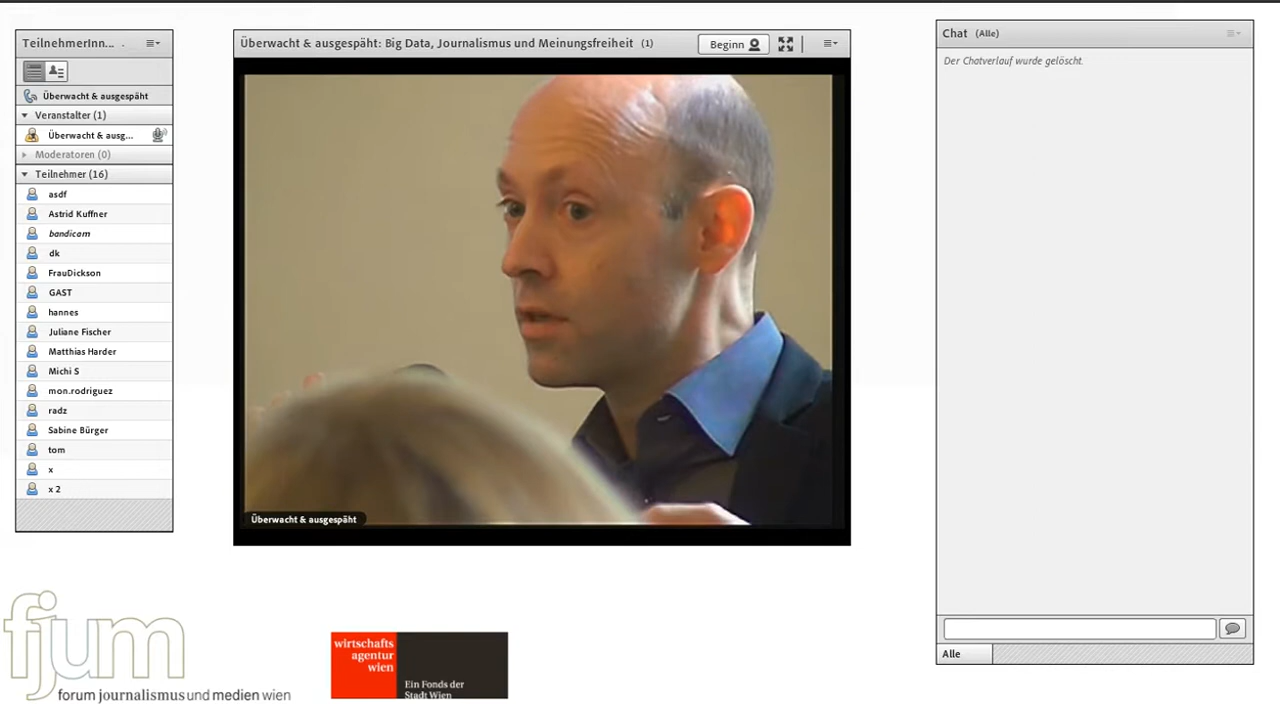 TeilnehmerInn...
Überwacht & ausgespäht
Veranstalter (1)
Überwacht & ausg...
Moderatoren (0)
Teilnehmer (16)
asdf
Astrid Kuffner
bandicam
dk
FrauDickson
GAST
hannes
Juliane Fischer
Matthias Harder
Michi S
mon.rodriguez
radz
Sabine Bürger
tom
x
x 2
Überwacht & ausgespäht: Big Data, Journalismus und Meinungsfreiheit (1)
Beginn
Überwacht & ausgespäht
Chat (Alle)
Der Chatverlauf wurde gelöscht.
Alle
fjum
forum journalismus und medien wien
wirtschafts
agentur
wien
Ein Fonds der
Stadt Wien